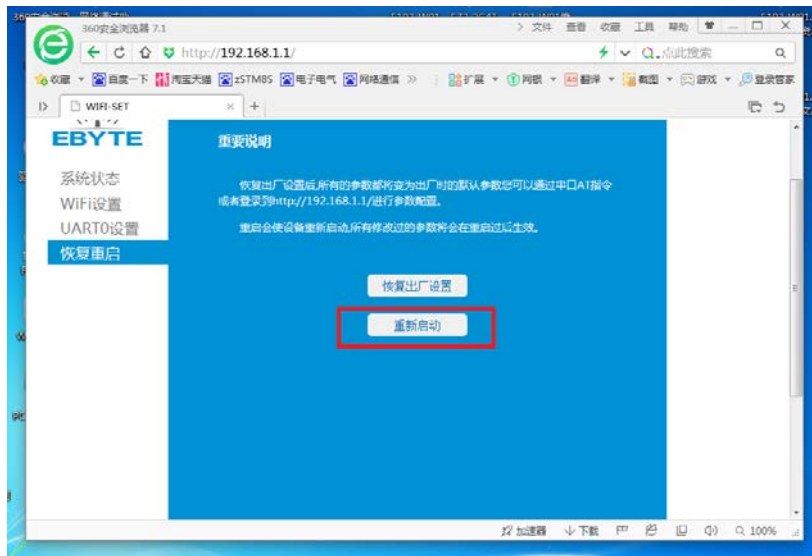 360安全浏览器 7.1
文件 查看 收藏 工具 帮助
http://192.168.1.1/
点此搜索
收藏 百度一下 淘宝天猫 zSTM8S 电子电气 网络通信 扩展 网银 翻译 截图 游戏 登录管家
WIFI-SET
EBYTE
重要说明
系统状态
WiFi设置
UART0设置
恢复重启
恢复出厂设置后,所有的参数都将变为出厂时的默认参数您可以通过串口AT指令
或者登录到http://192.168.1.1/进行参数配置。
重启会使设备重新启动,所有修改过的参数将会在重启过后生效。
恢复出厂设置
重新启动
加速器 下载 100%